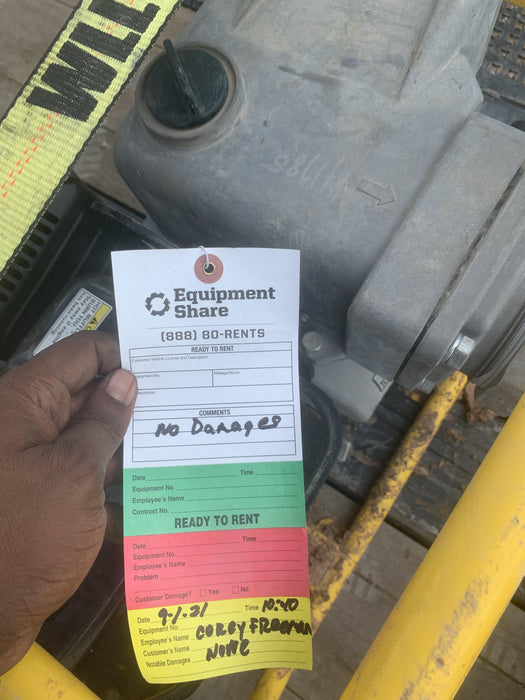 Equipment
Share
(888) 80-RENTS
READY TO RENT
Customer Vehicle License and Description
Equipment No. Mileage/Hours
Description
COMMENTS
No Damages
Date Time
Equipment No.
Employee's Name
Contract No.
READY TO RENT
Date Time
Equipment No.
Employee's Name
Problem
Customer Damage? Yes No
Date 9-1-21 Time 10:40
Equipment No.
Employee's Name Corey Freeman
Customer's Name
Notable Damages None